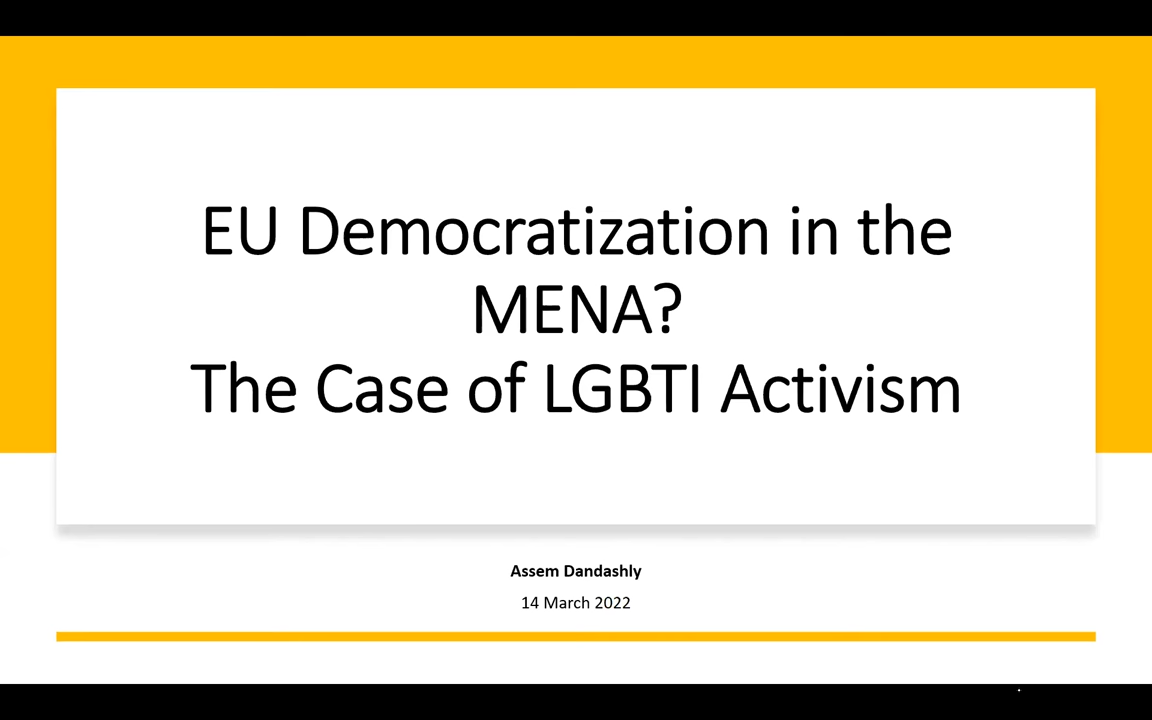 EU Democratization in the
MENA?
The Case of LGBTI Activism
Assem Dandashly
14 March 2022